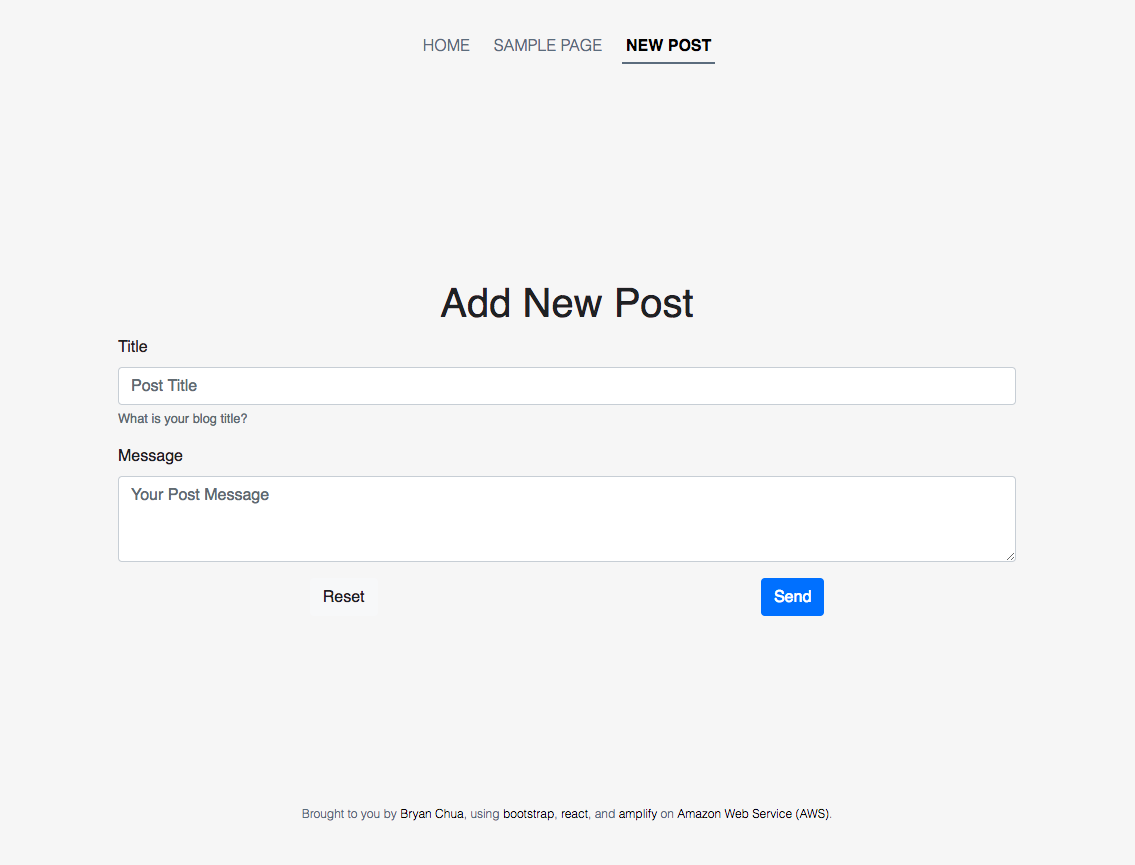 HOME SAMPLE PAGE NEW POST
Add New Post
Title
Post Title
What is your blog title?
Message
Your Post Message
Reset Send
Brought to you by Bryan Chua, using bootstrap, react, and amplify on Amazon Web Service (AWS).